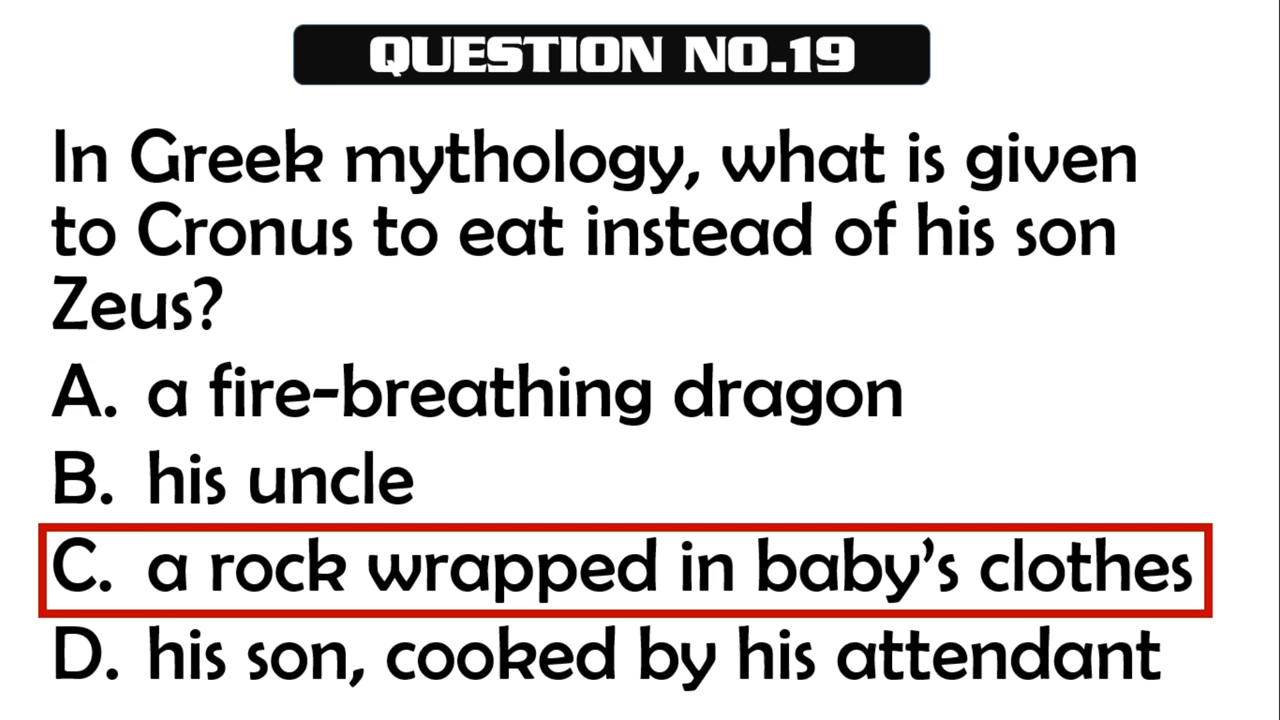 QUESTION NO.19
In Greek mythology, what is given
to Cronus to eat instead of his son
Zeus?
A. a fire-breathing dragon
B. his uncle
C. a rock wrapped in baby’s clothes
D. his son, cooked by his attendant